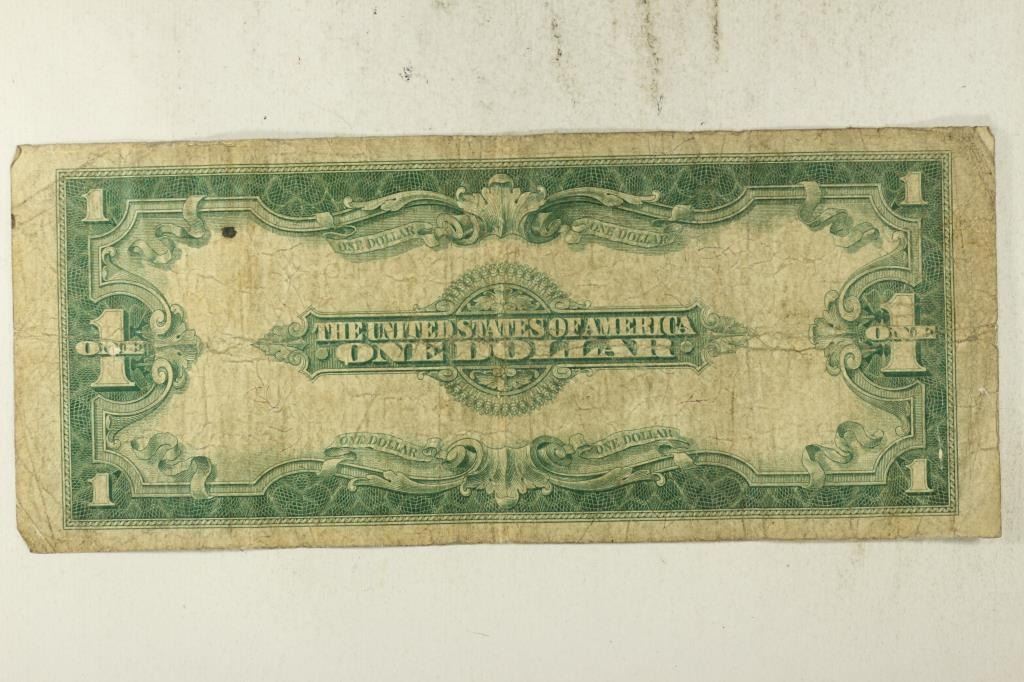 1 1
ONE DOLLAR ONE DOLLAR
THE UNITED STATES OF AMERICA
ONE DOLLAR
1 ONE 1 ONE
ONE DOLLAR ONE DOLLAR
1 1